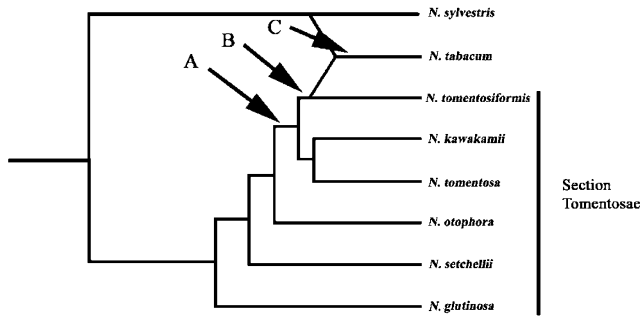 N. sylvestris
C
B
N. tabacum
A
N. tomentosiformis
N. kawakamii
N. tomentosa
Section
Tomentosae
N. otophora
N. setchellii
N. glutinosa